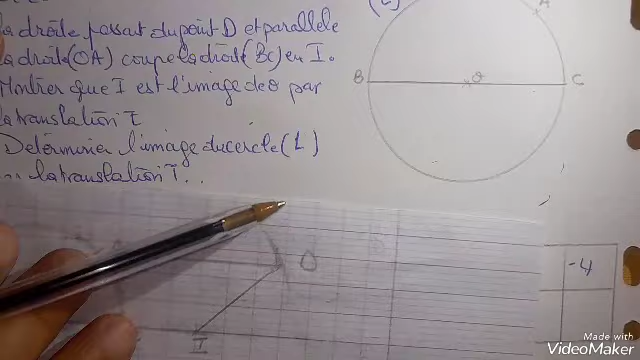 la droite passant du point D et parallele
la droite (OA) coupe la droite (BC) en I.
Montrer que I est l'image de O par
la translation T
Déterminer l'image du cercle (L)
la translation T..
(L)
A
B
O
C
O
I
-4
Made with
VideoMaker